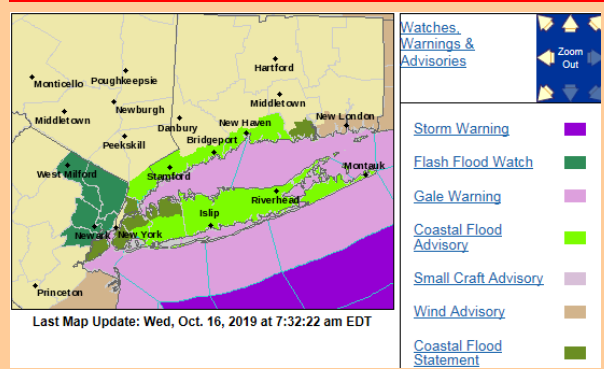 Hartford
Monticello
Poughkeepsie
Middletown
Newburgh
Middletown
New London
Danbury
New Haven
Bridgeport
Peekskill
West Milford
Stamford
Montauk
Riverhead
Islip
Newark
New York
Princeton
Last Map Update: Wed, Oct. 16, 2019 at 7:32:22 am EDT
Watches,
Warnings &
Advisories
Zoom
Out
Storm Warning
Flash Flood Watch
Gale Warning
Coastal Flood
Advisory
Small Craft Advisory
Wind Advisory
Coastal Flood
Statement